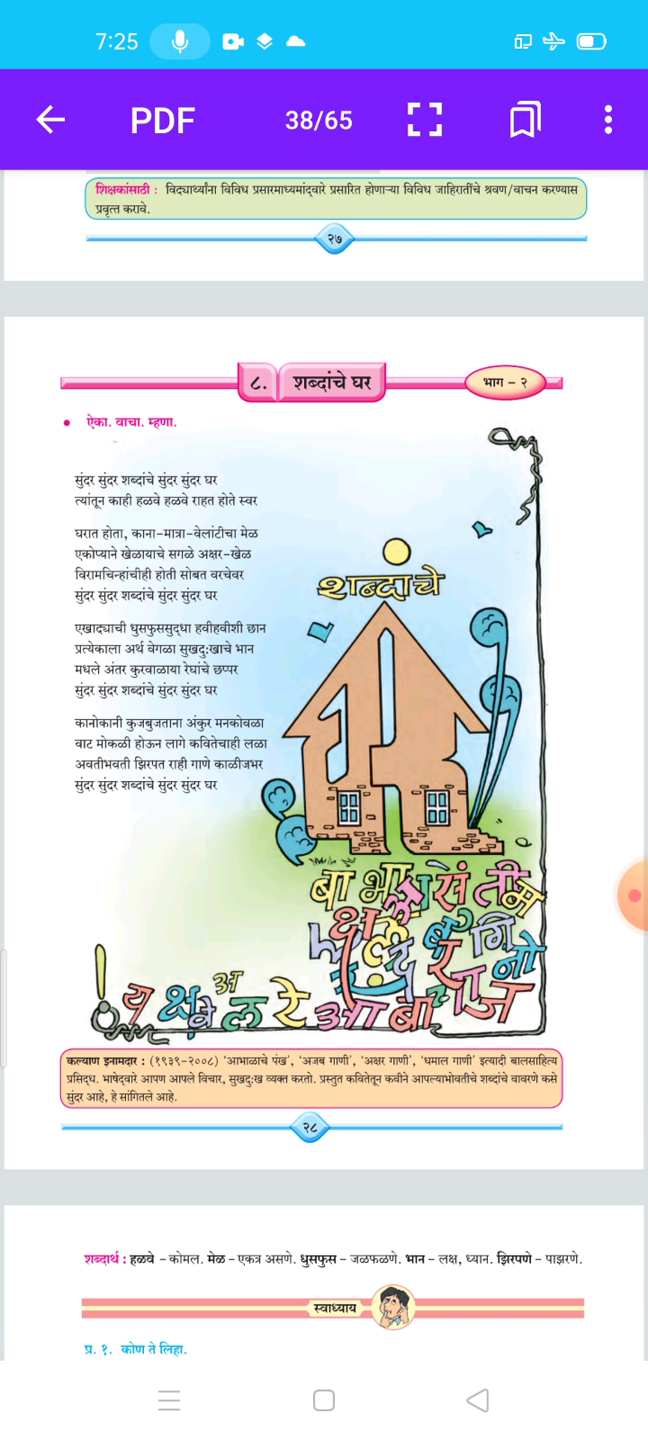 7:25
PDF
38/65
शिक्षकांसाठी : विद्यार्थ्यांना विविध प्रसारमाध्यमांद्वारे प्रसारित होणाऱ्या विविध जाहिरातींचे श्रवण/वाचन करण्यास
प्रवृत्त करावे.
२७
८. शब्दांचे घर
भाग – २
• ऐका. वाचा. म्हणा.
सुंदर सुंदर शब्दांचे सुंदर सुंदर घर
त्यांतून काही हळवे हळवे राहत होते स्वर
घरात होता, काना-मात्रा-वेलांटीचा मेळ
एकोप्याने खेळायाचे सगळे अक्षर-खेळ
विरामचिन्हांचीही होती सोबत वरचेवर
सुंदर सुंदर शब्दांचे सुंदर सुंदर घर
एखाद्याची धुसफुससुद्धा हवीहवीशी छान
प्रत्येकाला अर्थ वेगळा सुखदुःखाचे भान
मधले अंतर कुरवाळाया रेघांचे छप्पर
सुंदर सुंदर शब्दांचे सुंदर सुंदर घर
कानोकानी कुजबुजताना अंकुर मनकोवळा
वाट मोकळी होऊन लागे कवितेचाही लळा
अवतीभवती झिरपत राही गाणे काळीजभर
सुंदर सुंदर शब्दांचे सुंदर सुंदर घर
शब्दांचे
घर
बा भा सें ती म
क्ष ल ब र गि नो
य क्ष अ वे ल रे आ बा ग ज
कल्याण इनामदार : (१९३९-२००८) ‘आभाळाचे पंख’, ‘अजब गाणी’, ‘अक्षर गाणी’, ‘धमाल गाणी’ इत्यादी बालसाहित्य
प्रसिद्ध. भाषेद्वारे आपण आपले विचार, सुखदुःख व्यक्त करतो. प्रस्तुत कवितेतून कवीने आपल्याभोवतीचे शब्दांचे वावरणे कसे
सुंदर आहे, हे सांगितले आहे.
२८
शब्दार्थ : हळवे – कोमल. मेळ – एकत्र असणे. धुसफुस – जळफळणे. भान – लक्ष, ध्यान. झिरपणे – पाझरणे.
स्वाध्याय
प्र. १. कोण ते लिहा.